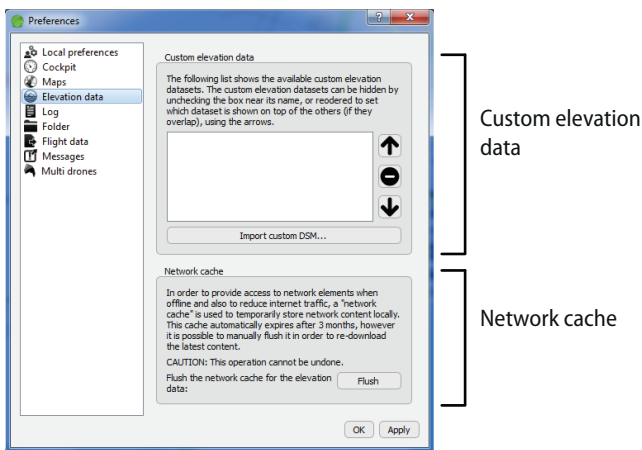 Preferences
?
X
Local preferences
Cockpit
Maps
Elevation data
Log
Folder
Flight data
Messages
Multi drones
Custom elevation data
The following list shows the available custom elevation
datasets. The custom elevation datasets can be hidden by
unchecking the box near its name, or reodered to set
which dataset is shown on top of the others (if they
overlap), using the arrows.
Import custom DSM...
Network cache
In order to provide access to network elements when
offline and also to reduce internet traffic, a "network
cache" is used to temporarily store network content locally.
This cache automatically expires after 3 months, however
it is possible to manually flush it in order to re-download
the latest content.
CAUTION: This operation cannot be undone.
Flush the network cache for the elevation
data:
Flush
OK
Apply
Custom elevation
data
Network cache